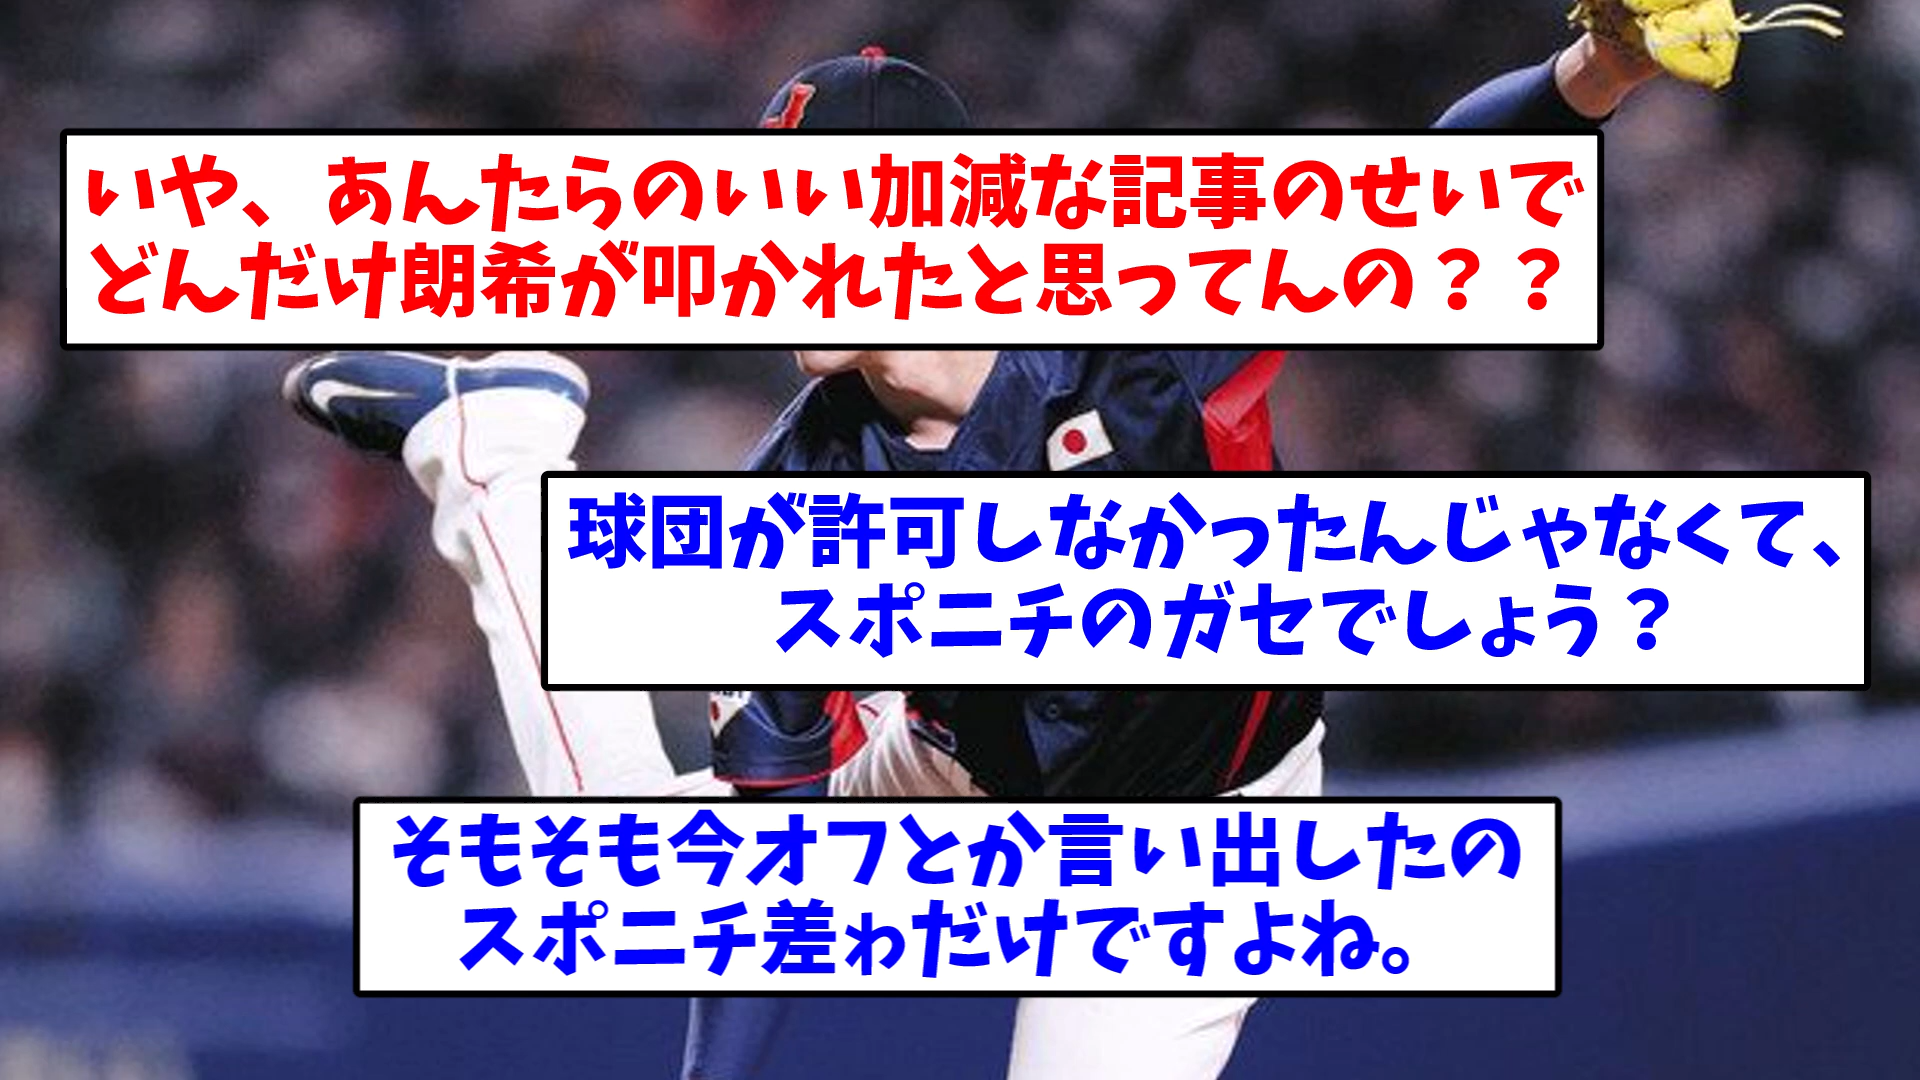 いや、あんたらのいい加減な記事のせいで
どんだけ朗希が叩かれたと思ってんの？？
球団が許可しなかったんじゃなくて、
スポニチのガセでしょう？
そもそも今オフとか言い出したの
スポニチ差ゎだけですよね。